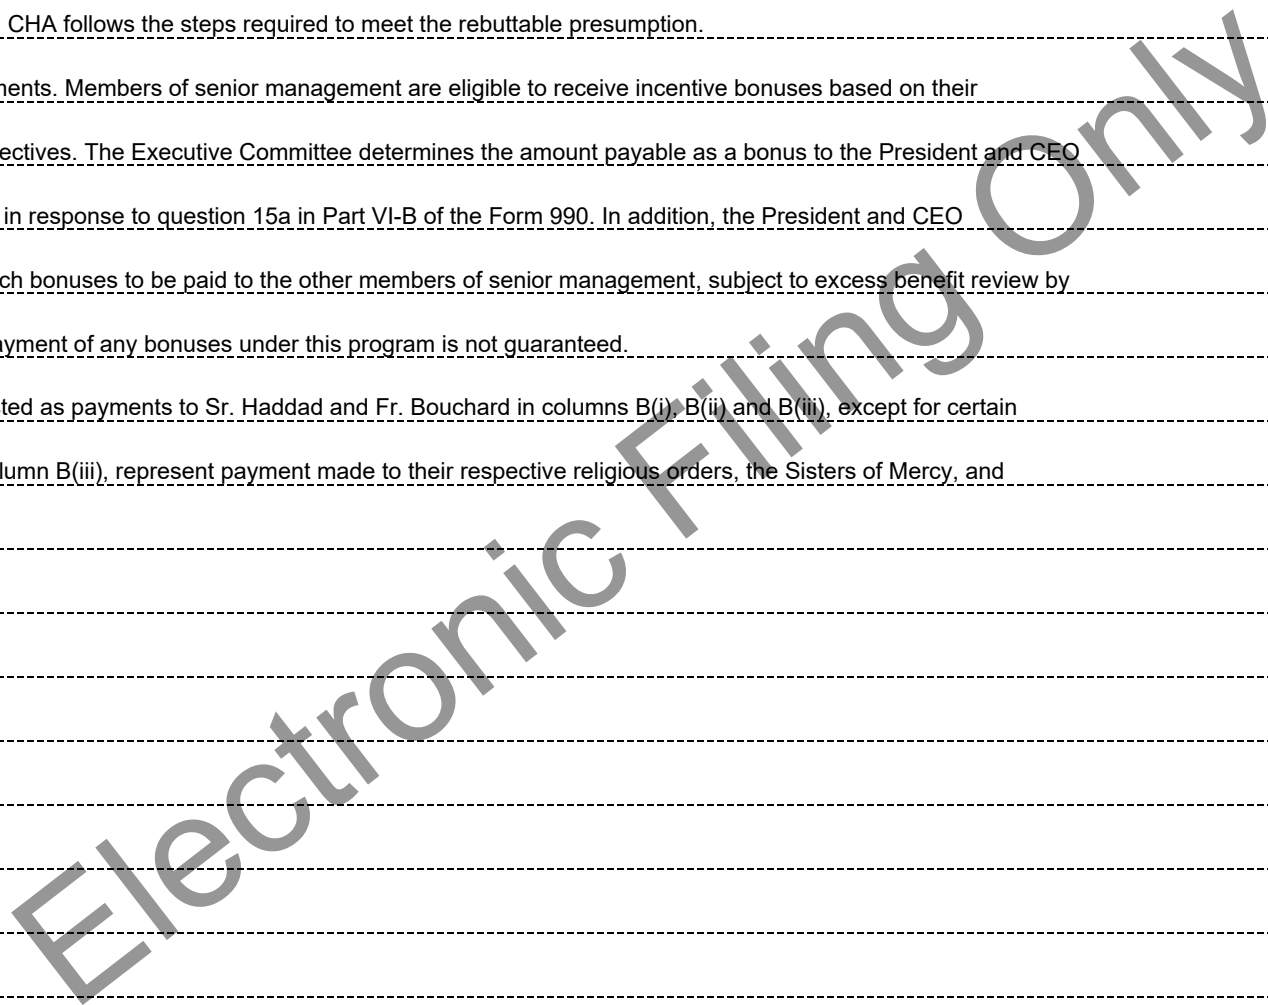 CHA follows the steps required to meet the rebuttable presumption.
ments. Members of senior management are eligible to receive incentive bonuses based on their
ectives. The Executive Committee determines the amount payable as a bonus to the President and CEO
in response to question 15a in Part VI-B of the Form 990. In addition, the President and CEO
ch bonuses to be paid to the other members of senior management, subject to excess benefit review by
ayment of any bonuses under this program is not guaranteed.
ted as payments to Sr. Haddad and Fr. Bouchard in columns B(i), B(ii) and B(iii), except for certain
lumn B(iii), represent payment made to their respective religious orders, the Sisters of Mercy, and
Electronic Filing Only